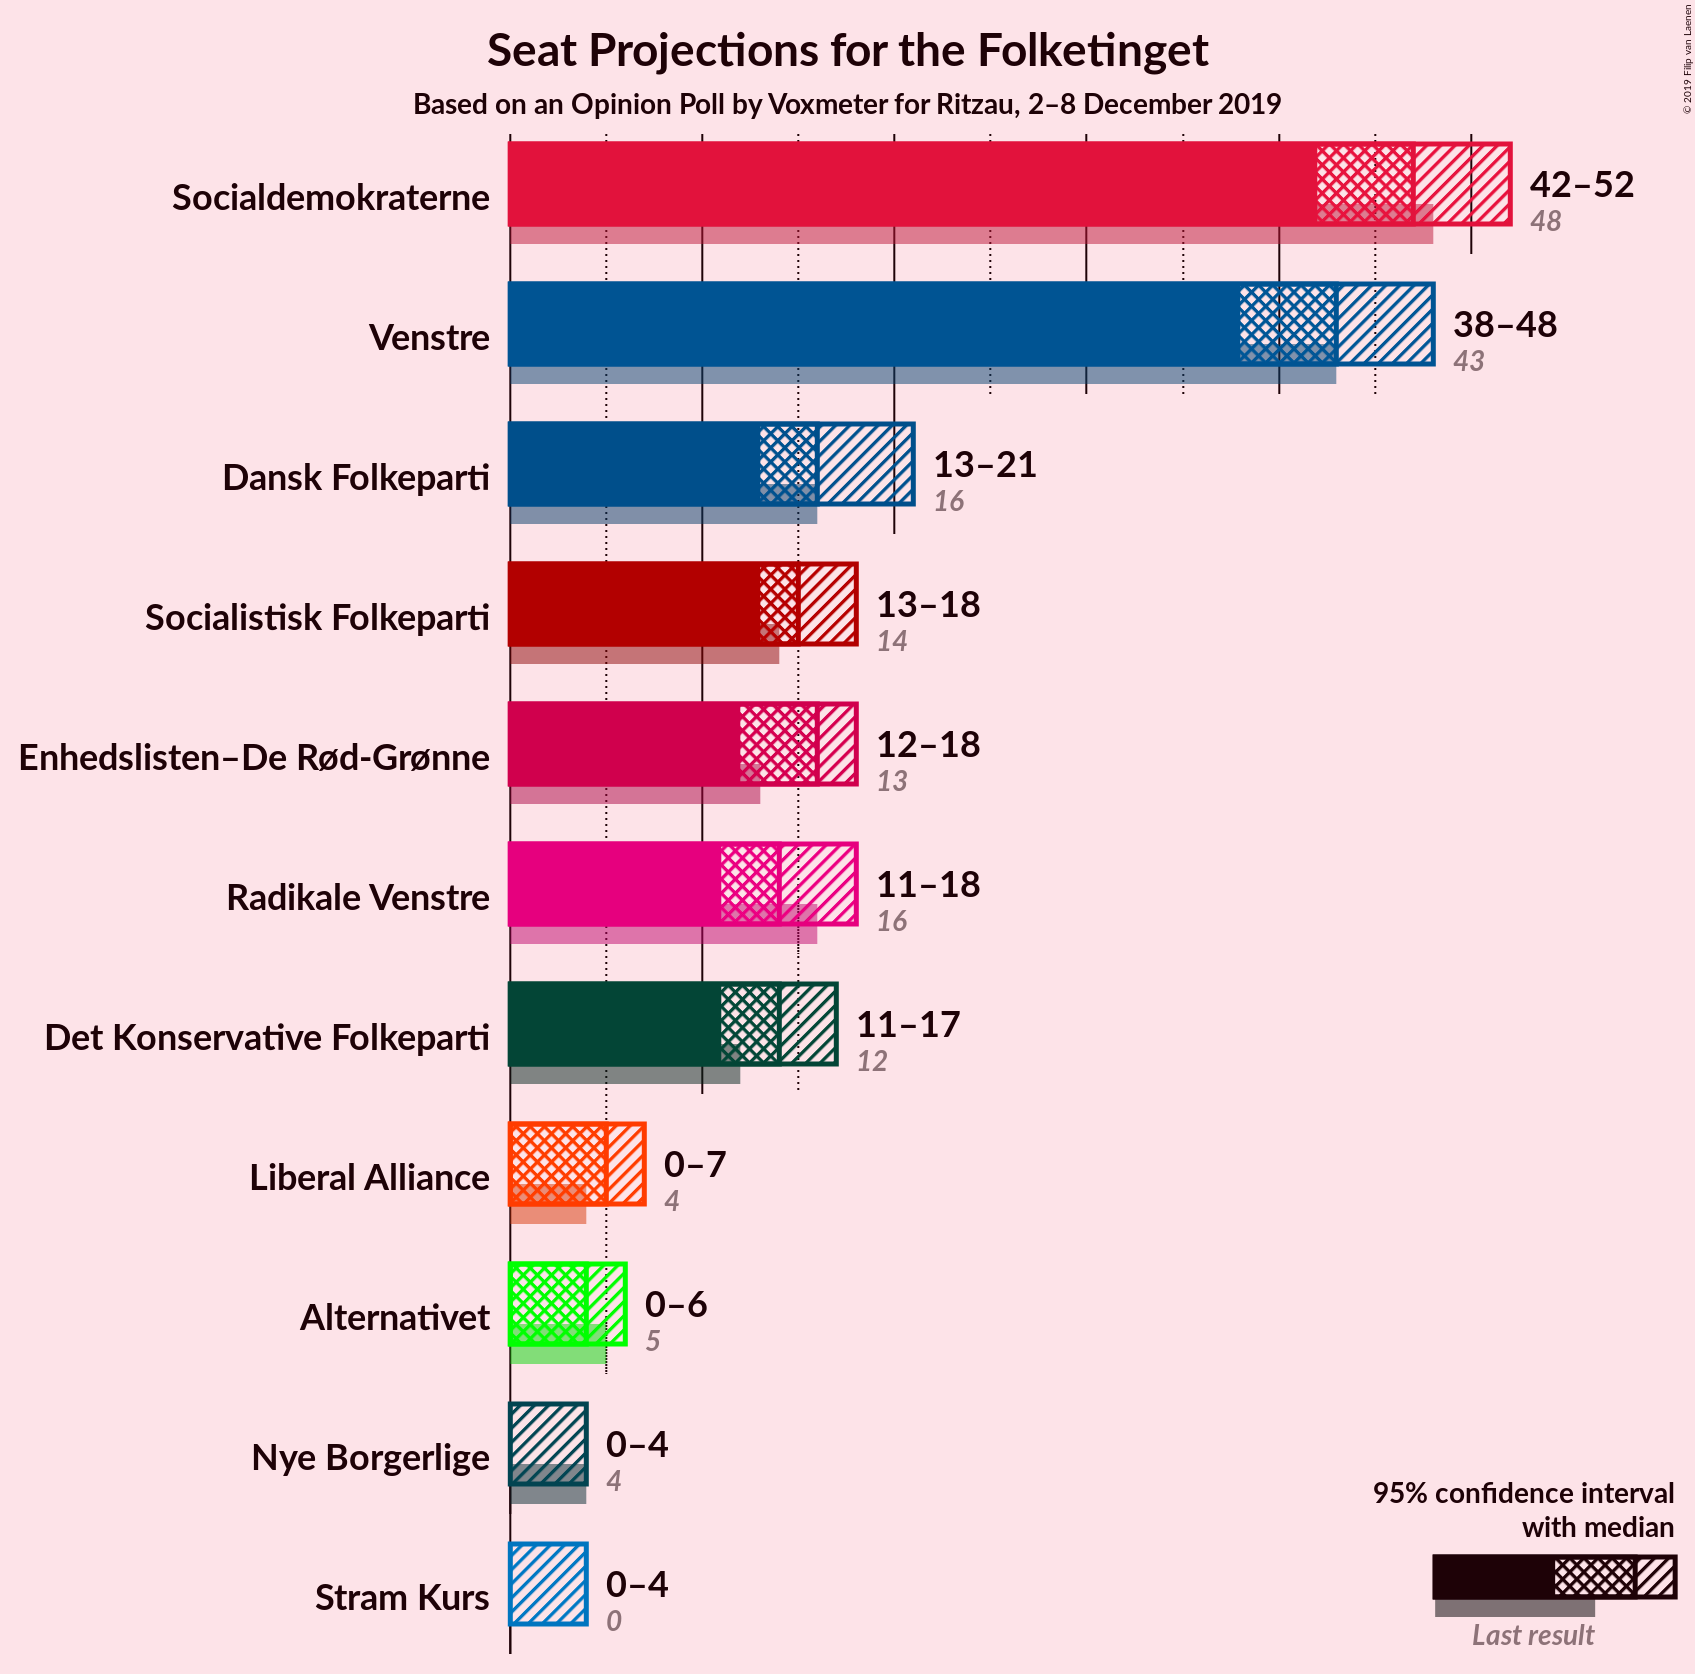 Seat Projections for the Folketinget
Based on an Opinion Poll by Voxmeter for Ritzau, 2–8 December 2019
© 2019 Filip van Laenen
Socialdemokraterne
42–52
48
Venstre
38–48
43
Dansk Folkeparti
13–21
16
Socialistisk Folkeparti
13–18
14
Enhedslisten–De Rød-Grønne
12–18
13
Radikale Venstre
11–18
16
Det Konservative Folkeparti
11–17
12
Liberal Alliance
0–7
4
Alternativet
0–6
5
Nye Borgerlige
0–4
4
Stram Kurs
0–4
0
95% confidence interval
with median
Last result